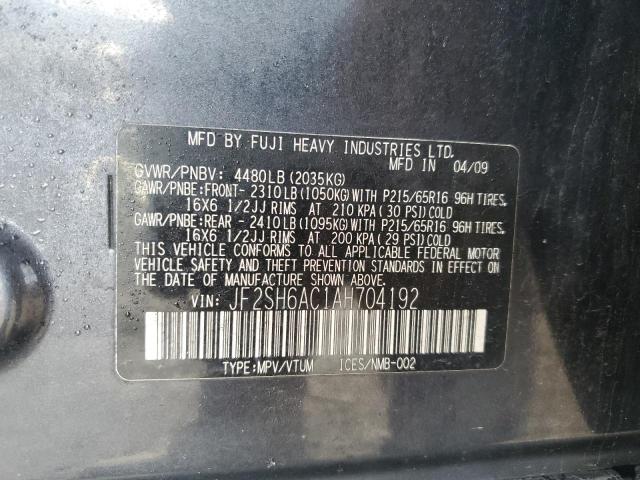 MFD BY FUJI HEAVY INDUSTRIES LTD.
MFD IN 04/09
GVWR/PNBV: 4480LB(2035KG)
GAWR/PNBE:FRONT- 2310LB(1050KG)WITH P215/65R16 96H TIRES.
16X6 1/2JJ RIMS AT 210 KPA(30 PSI)COLD
GAWR/PNBE:REAR - 2410LB(1095KG)WITH P215/65R16 96H TIRES.
16X6 1/2JJ RIMS AT 200 KPA(29 PSI)COLD
THIS VEHICLE CONFORMS TO ALL APPLICABLE FEDERAL MOTOR
VEHICLE SAFETY AND THEFT PREVENTION STANDARDS IN EFFECT
ON THE DATE OF MANUFACTURE SHOWN ABOVE.
VIN: JF2SH6AC1AH704192
TYPE:MPV/VTUM ICES/NMB-002